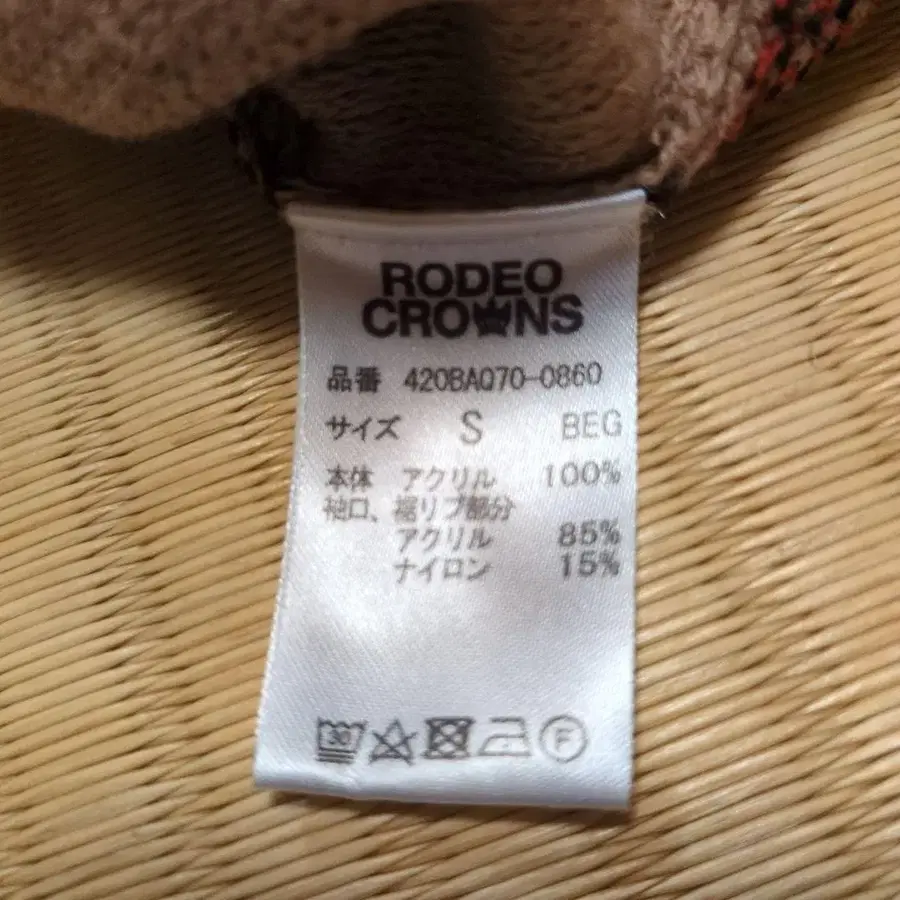 RODEO
CROWNS
品番 420BAQ70-0860
サイズ S BEG
本体 アクリル 100%
袖口、裾リブ部分
アクリル 85%
ナイロン 15%
30 F